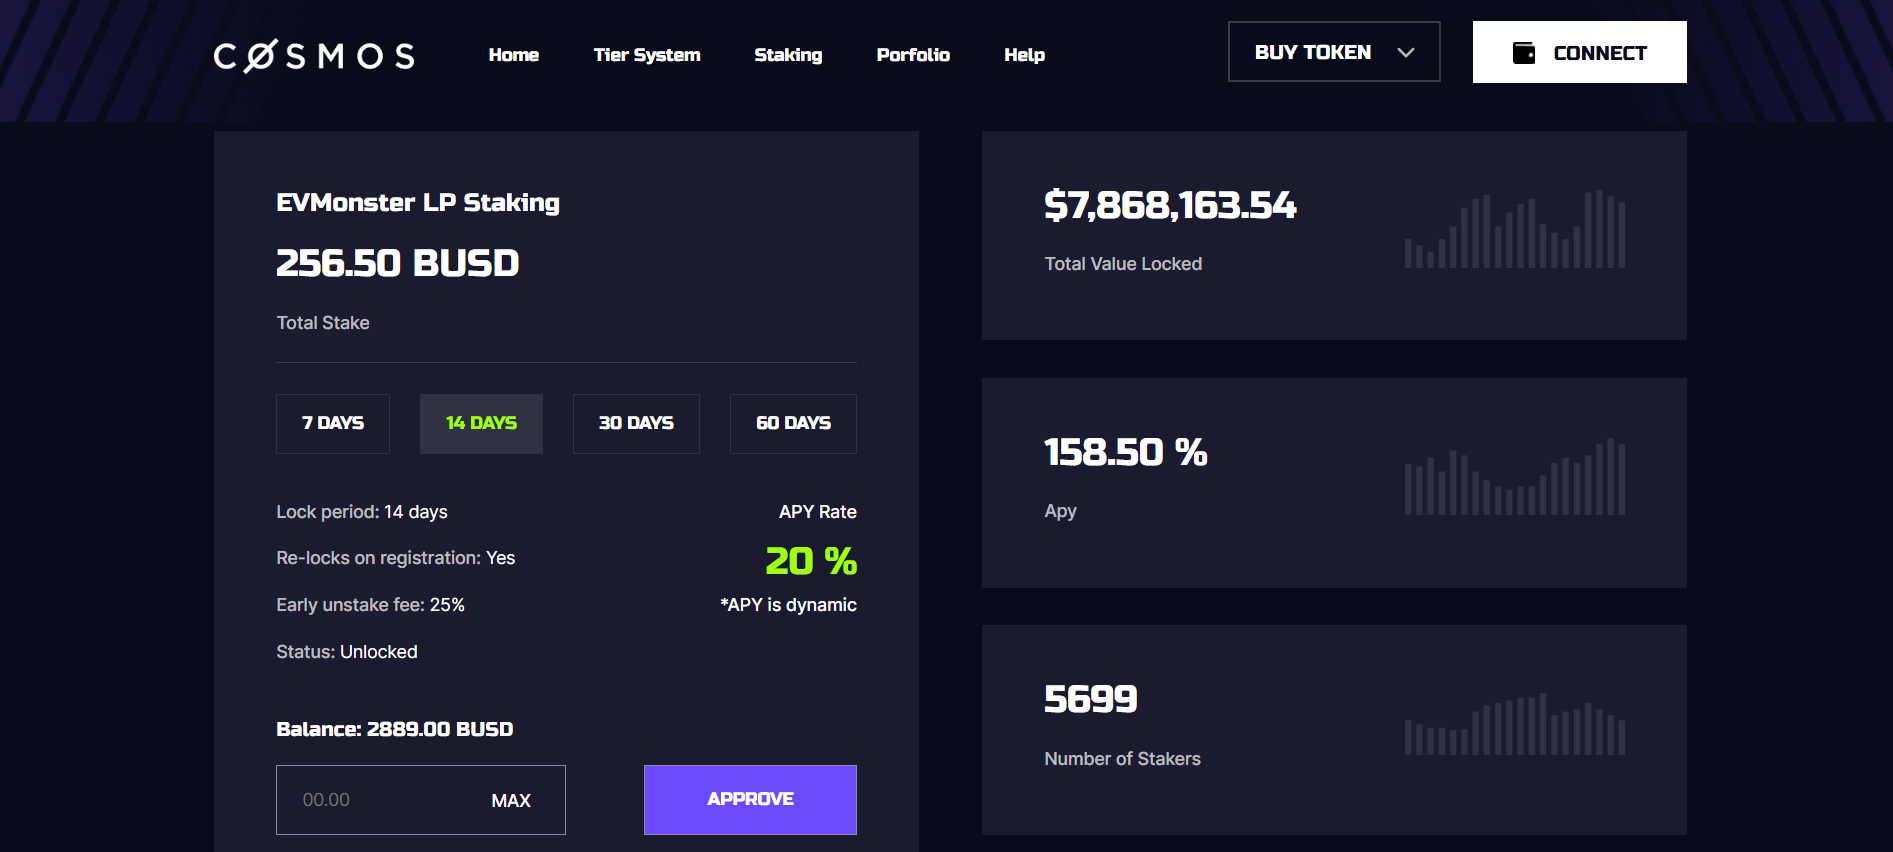 CØSMOS
Home
Tier System
Staking
Porfolio
Help
BUY TOKEN
CONNECT
EVMonster LP Staking
256.50 BUSD
Total Stake
7 DAYS
14 DAYS
30 DAYS
60 DAYS
Lock period: 14 days
Re-locks on registration: Yes
Early unstake fee: 25%
Status: Unlocked
APY Rate
20 %
*APY is dynamic
Balance: 2889.00 BUSD
00.00
MAX
APPROVE
$7,868,163.54
Total Value Locked
158.50 %
Apy
5699
Number of Stakers